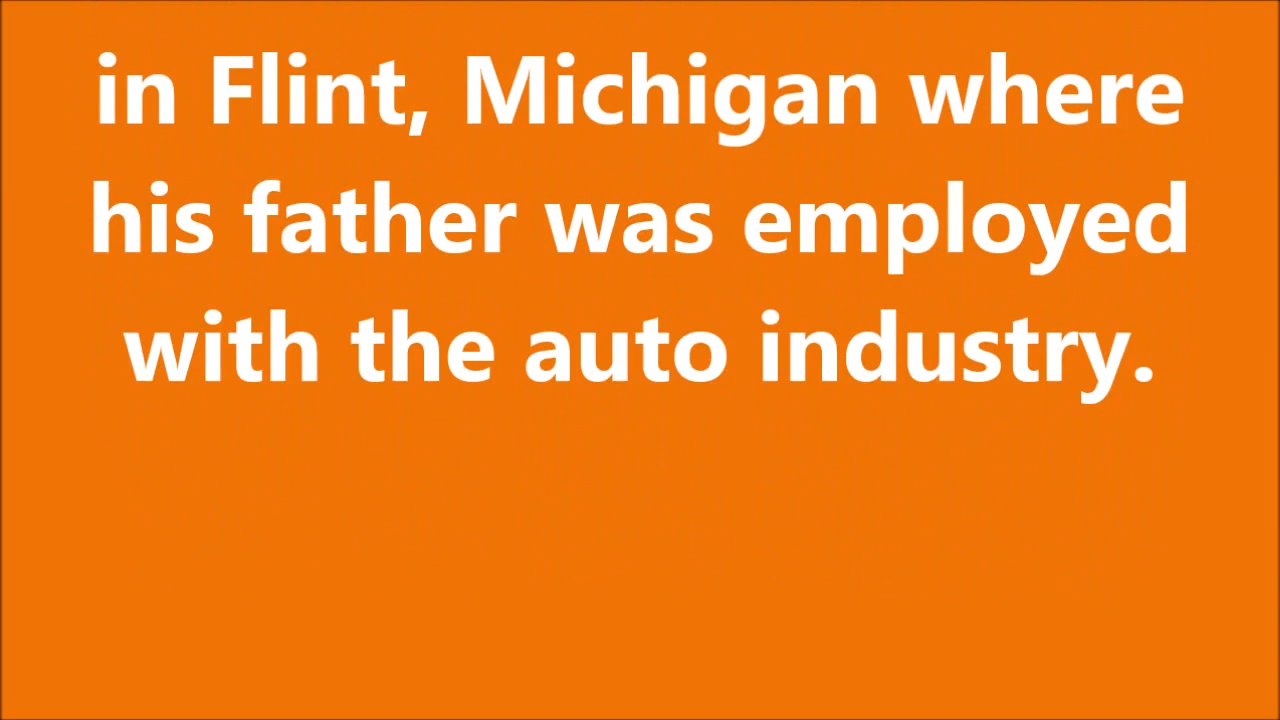 in Flint, Michigan where
his father was employed
with the auto industry.